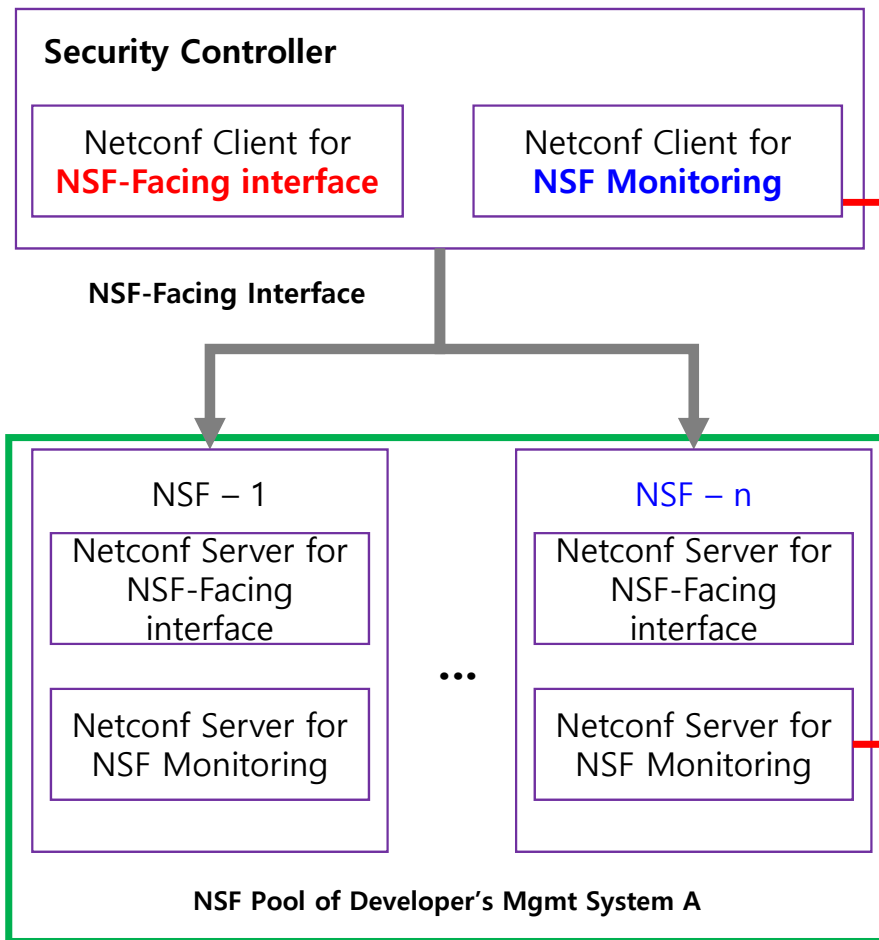 Security Controller
Netconf Client for
NSF-Facing interface
Netconf Client for
NSF Monitoring
NSF-Facing Interface
NSF – 1
Netconf Server for
NSF-Facing
interface
Netconf Server for
NSF Monitoring
...
NSF – n
Netconf Server for
NSF-Facing
interface
Netconf Server for
NSF Monitoring
NSF Pool of Developer's Mgmt System A